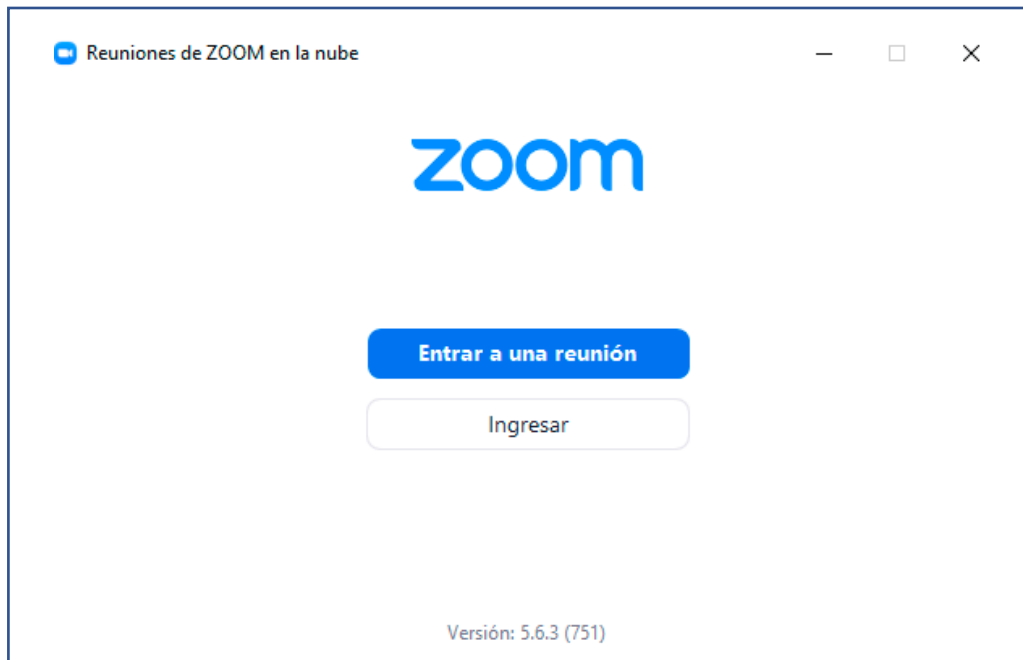 Reuniones de ZOOM en la nube
zoom
Entrar a una reunión
Ingresar
Versión: 5.6.3 (751)